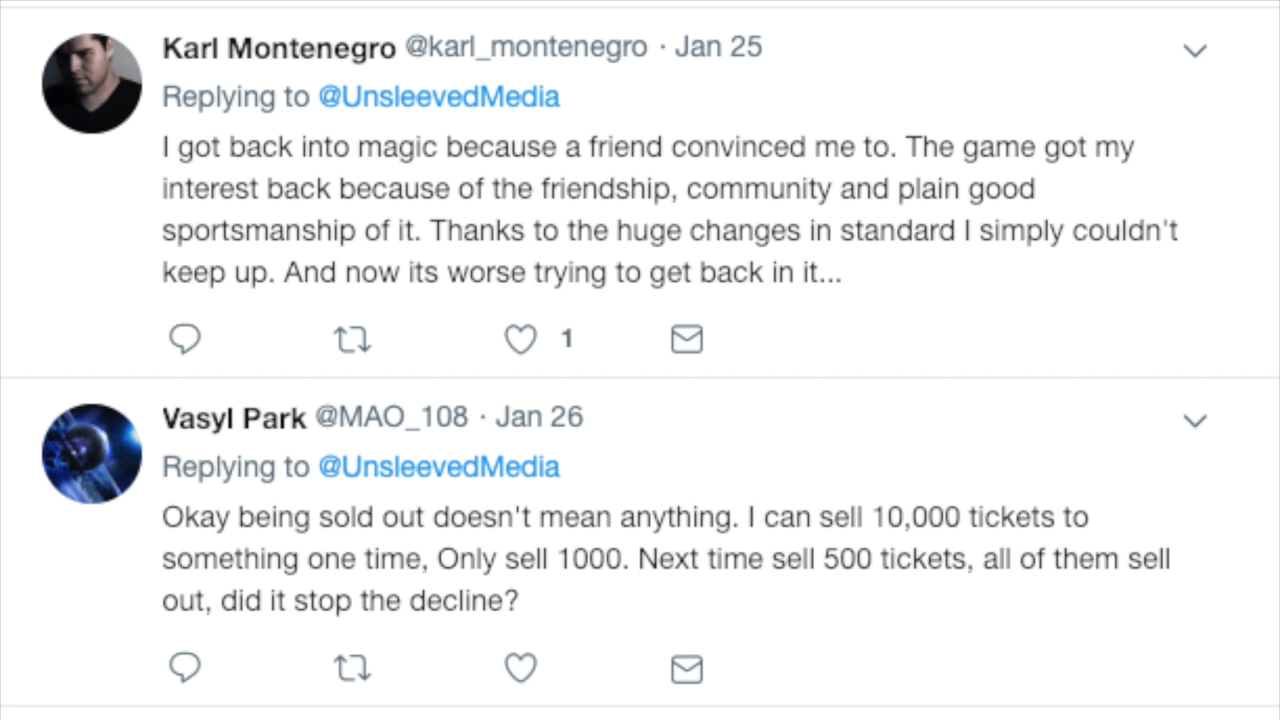 Karl Montenegro @karl_montenegro · Jan 25
Replying to @UnsleevedMedia
I got back into magic because a friend convinced me to. The game got my
interest back because of the friendship, community and plain good
sportsmanship of it. Thanks to the huge changes in standard I simply couldn't
keep up. And now its worse trying to get back in it...
1
Vasyl Park @MAO_108 · Jan 26
Replying to @UnsleevedMedia
Okay being sold out doesn't mean anything. I can sell 10,000 tickets to
something one time, Only sell 1000. Next time sell 500 tickets, all of them sell
out, did it stop the decline?